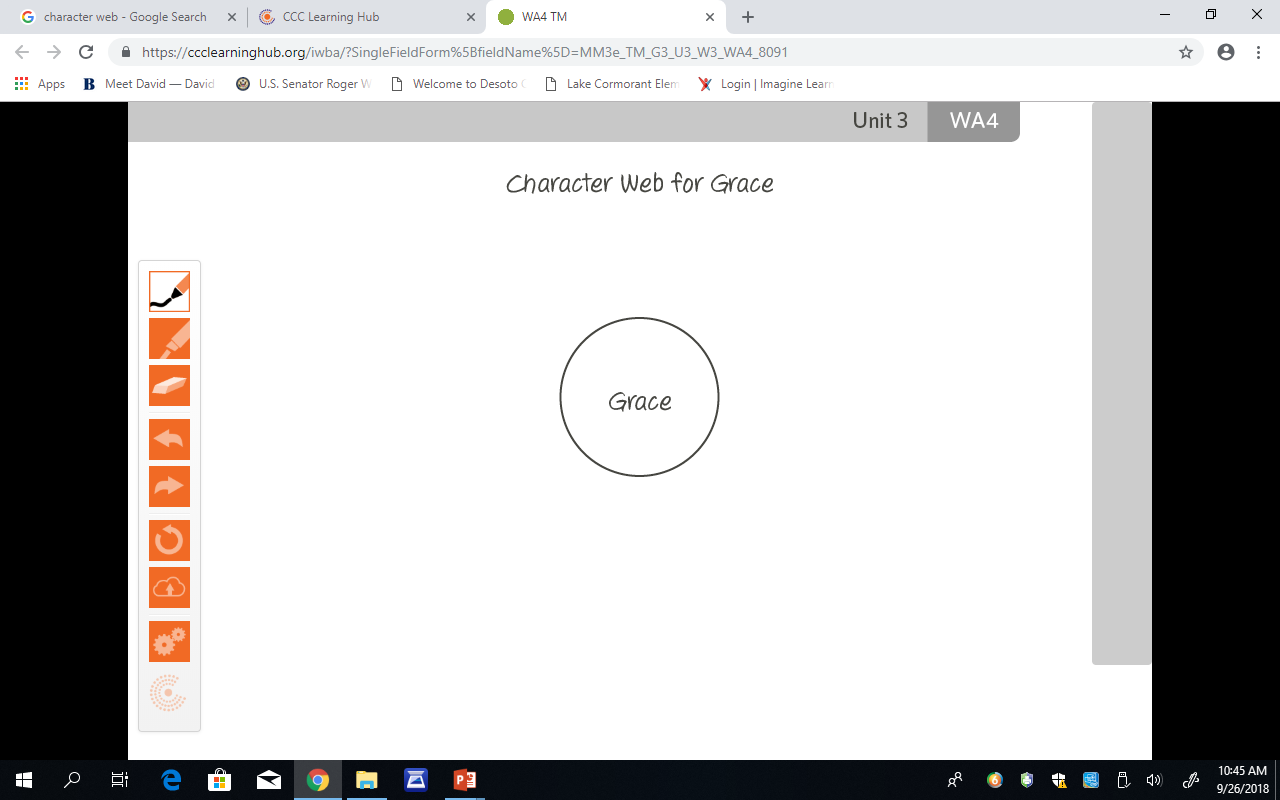 character web - Google Search
CCC Learning Hub
WA4 TM
https://ccclearninghub.org/iwba/?SingleFieldForm%5BfieldName%5D=MM3e_TM_G3_U3_W3_WA4_8091
Apps
B Meet David — David
U.S. Senator Roger W
Welcome to Desoto C
Lake Cormorant Elem
Login | Imagine Lear
Unit 3
WA4
Character Web for Grace
Grace
10:45 AM
9/26/2018